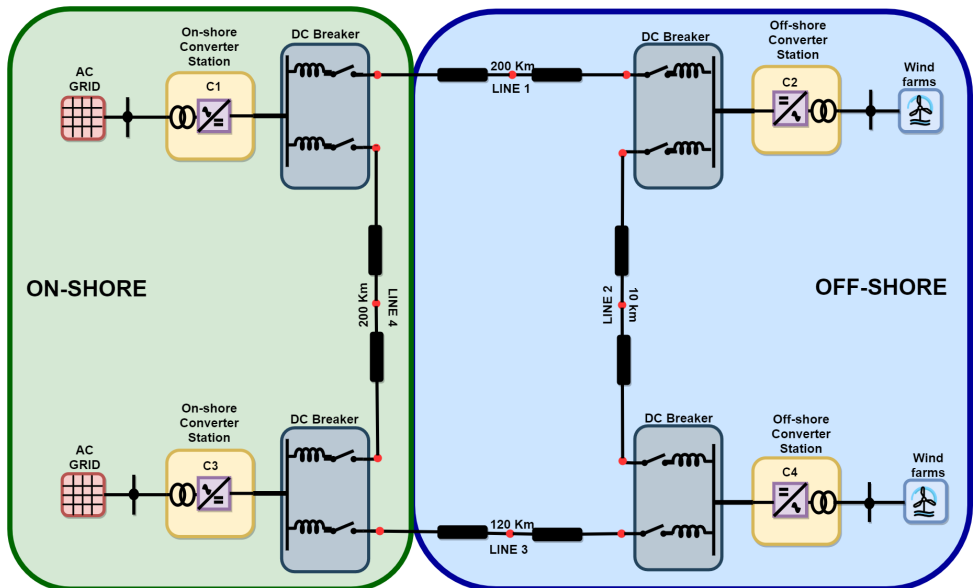 On-shore
Converter
Station
DC Breaker
AC
GRID
C1
200 Km
LINE 1
DC Breaker
Off-shore
Converter
Station
C2
Wind
farms
ON-SHORE
LINE 4
200 Km
LINE 2
10 km
OFF-SHORE
On-shore
Converter
Station
DC Breaker
AC
GRID
C3
120 Km
LINE 3
DC Breaker
Off-shore
Converter
Station
C4
Wind
farms